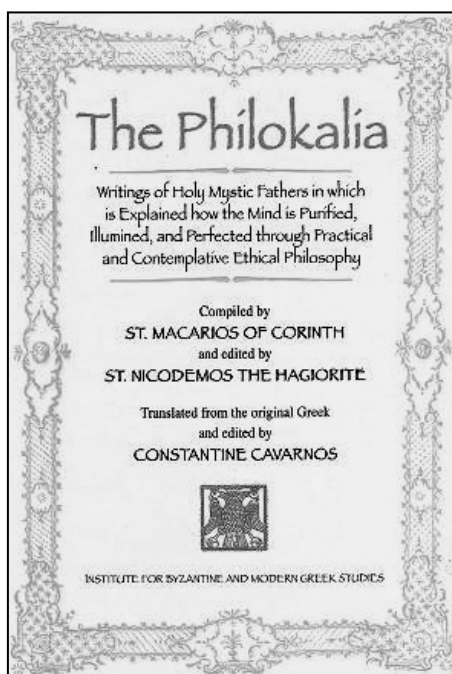 The Philokalia
Writings of Holy Mystic Fathers in which
is Explained how the Mind is Purified,
Illumined, and Perfected through Practical
and Contemplative Ethical Philosophy
Compiled by
ST. MACARIOS OF CORINTH
and edited by
ST. NICODEMOS THE HAGIORITE
Translated from the original Greek
and edited by
CONSTANTINE CAVARNOS
INSTITUTE FOR BYZANTINE AND MODERN GREEK STUDIES